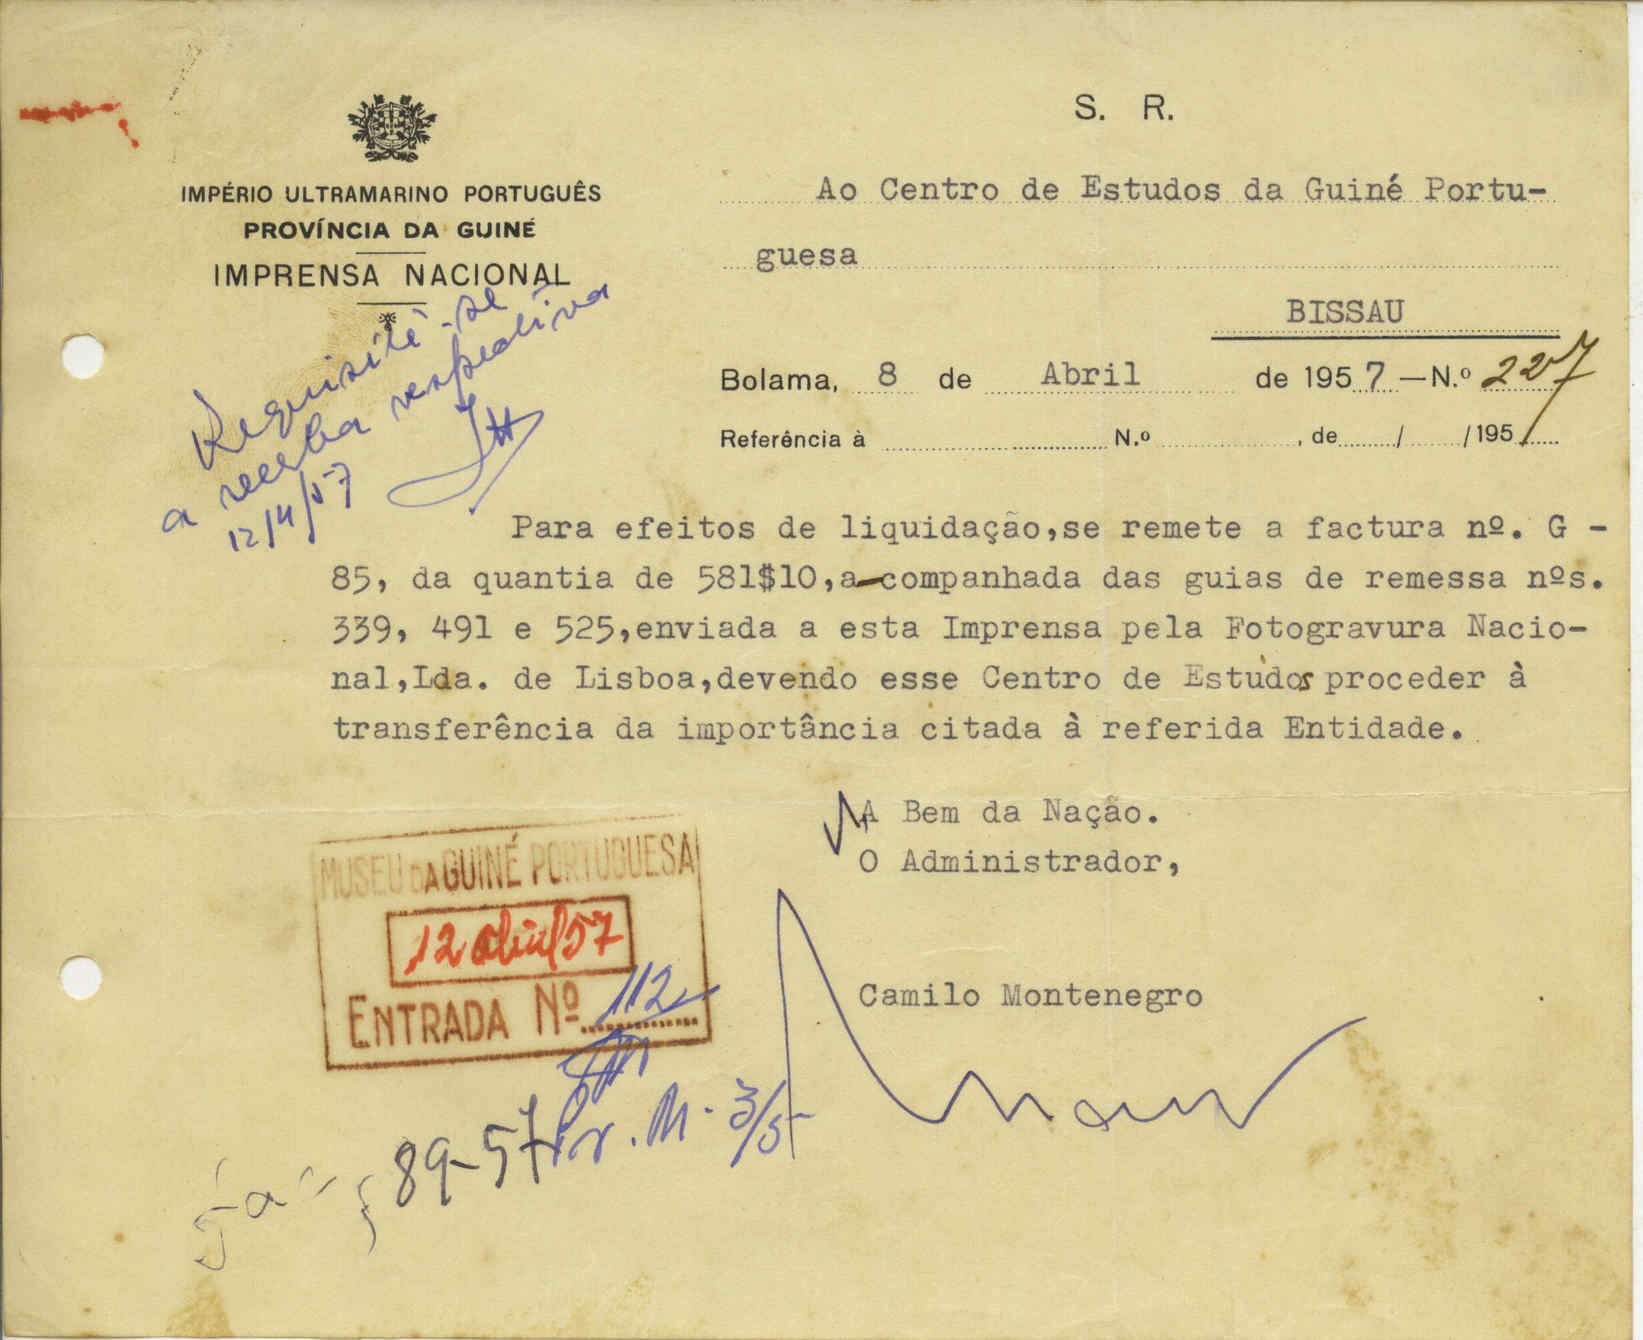 S. R.
IMPÉRIO ULTRAMARINO PORTUGUÊS
PROVÍNCIA DA GUINÉ
IMPRENSA NACIONAL
Ao Centro de Estudos da Guiné Portu-
guesa
BISSAU
Bolama, 8 de Abril de 1957 — N.º 227
Referência à N.º , de / /195
Requisite-se
a verba respectiva
12/4/57
Para efeitos de liquidação,se remete a factura nº. G -
85, da quantia de 581$10,a companhada das guias de remessa nºs.
339, 491 e 525,enviada a esta Imprensa pela Fotogravura Nacio-
nal,Lda. de Lisboa,devendo esse Centro de Estudos proceder à
transferência da importância citada à referida Entidade.
A Bem da Nação.
O Administrador,
Camilo Montenegro
MUSEU DA GUINÉ PORTUGUESA
12 abril 57
ENTRADA Nº 112
89-57
3/5